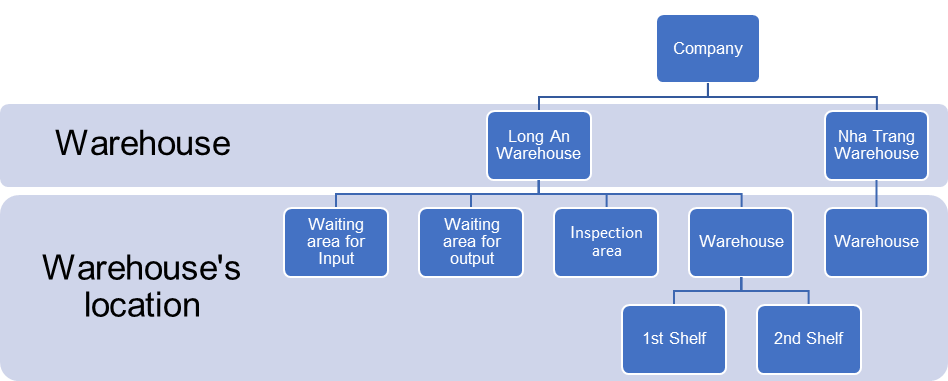 Company
Warehouse
Long An
Warehouse
Nha Trang
Warehouse
Warehouse's
location
Waiting
area for
Input
Waiting
area for
output
Inspection
area
Warehouse
Warehouse
1st Shelf
2nd Shelf